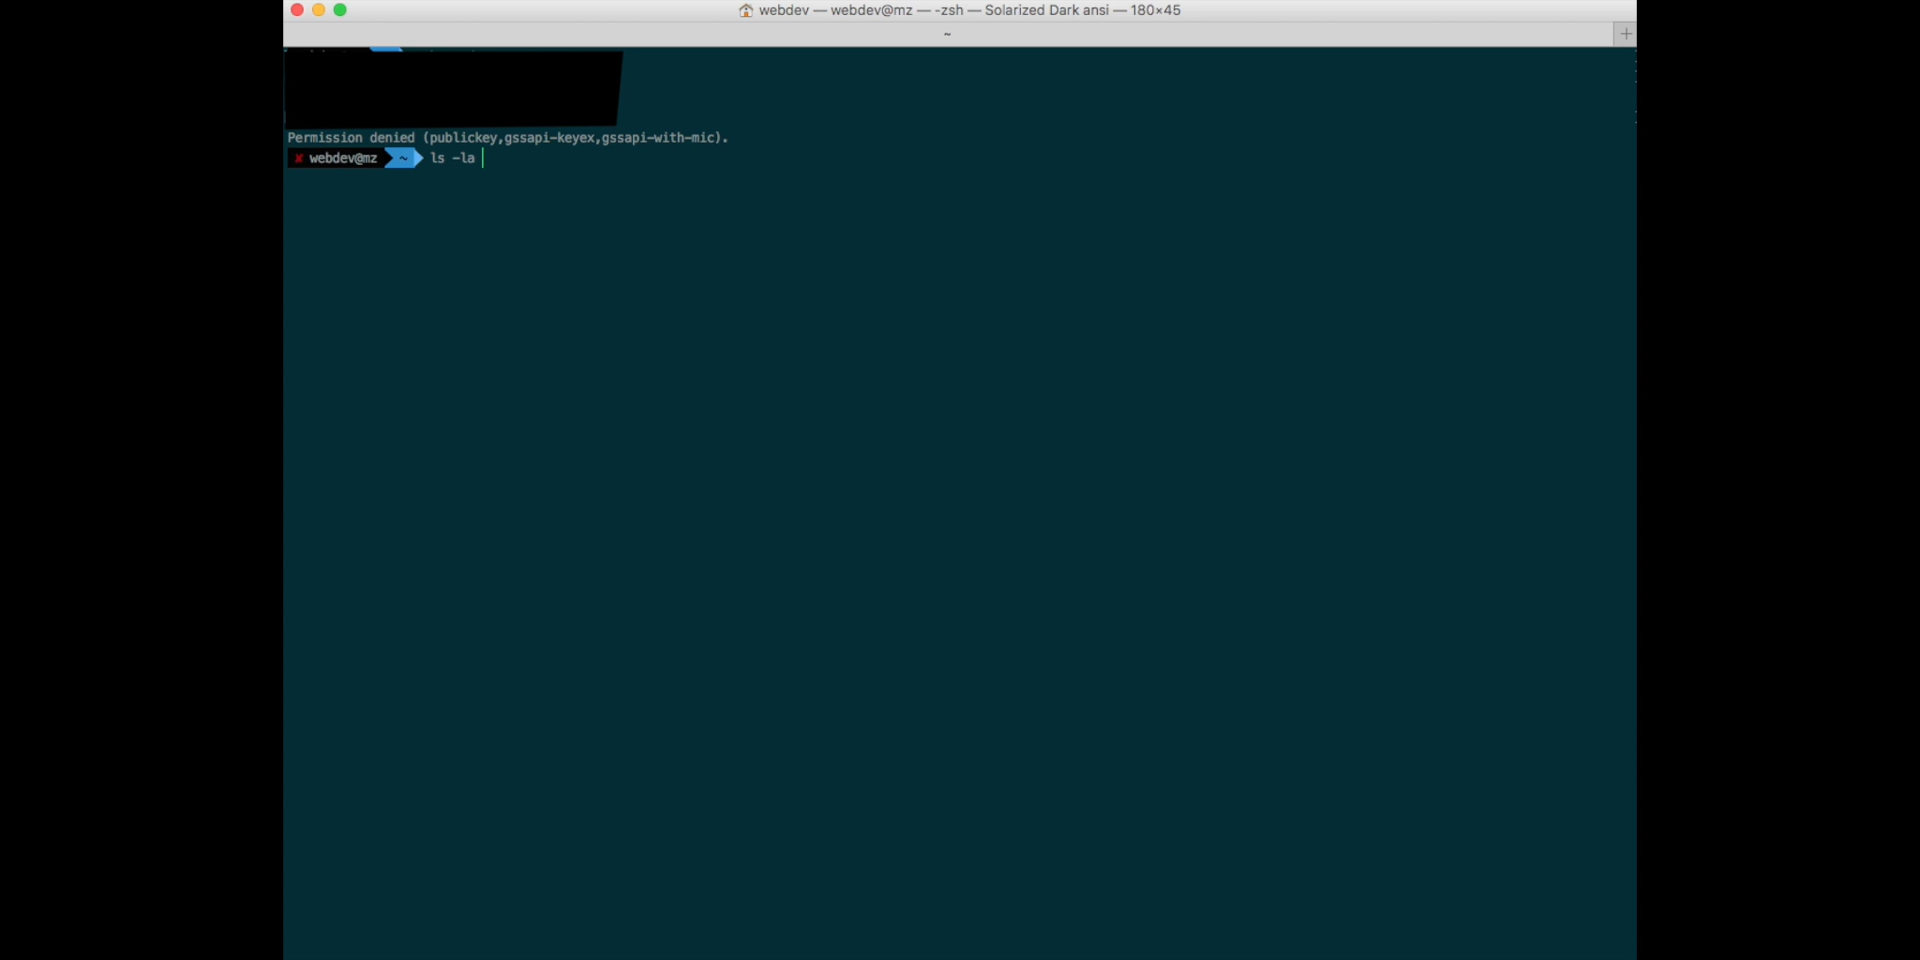 webdev — webdev@mz — -zsh — Solarized Dark ansi — 180×45
~
Permission denied (publickey,gssapi-keyex,gssapi-with-mic).
✘ webdev@mz ~ ls -la